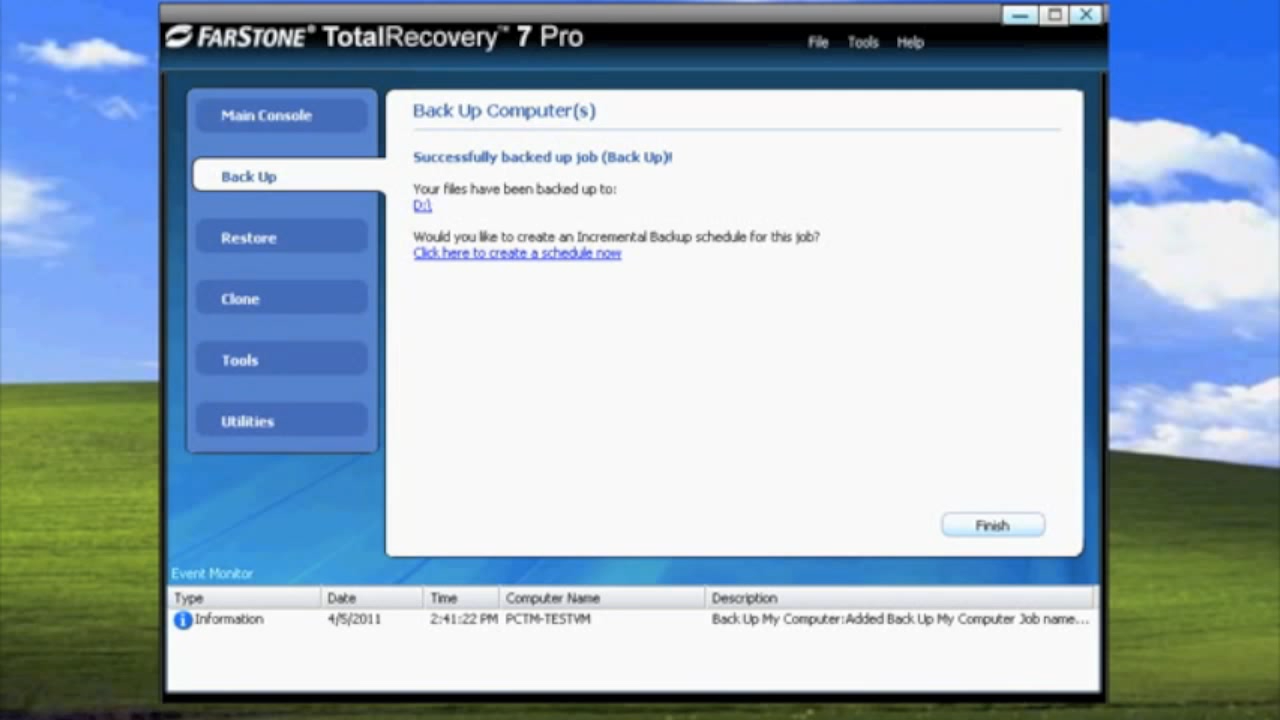 FARSTONE® TotalRecovery™ 7 Pro
File Tools Help
Main Console
Back Up
Restore
Clone
Tools
Utilities
Back Up Computer(s)
Successfully backed up job (Back Up)!
Your files have been backed up to:
D:\
Would you like to create an Incremental Backup schedule for this job?
Click here to create a schedule now
Finish
Event Monitor
Type Date Time Computer Name Description
Information 4/5/2011 2:41:22 PM PCTM-TESTVM Back Up My Computer:Added Back Up My Computer Job name...